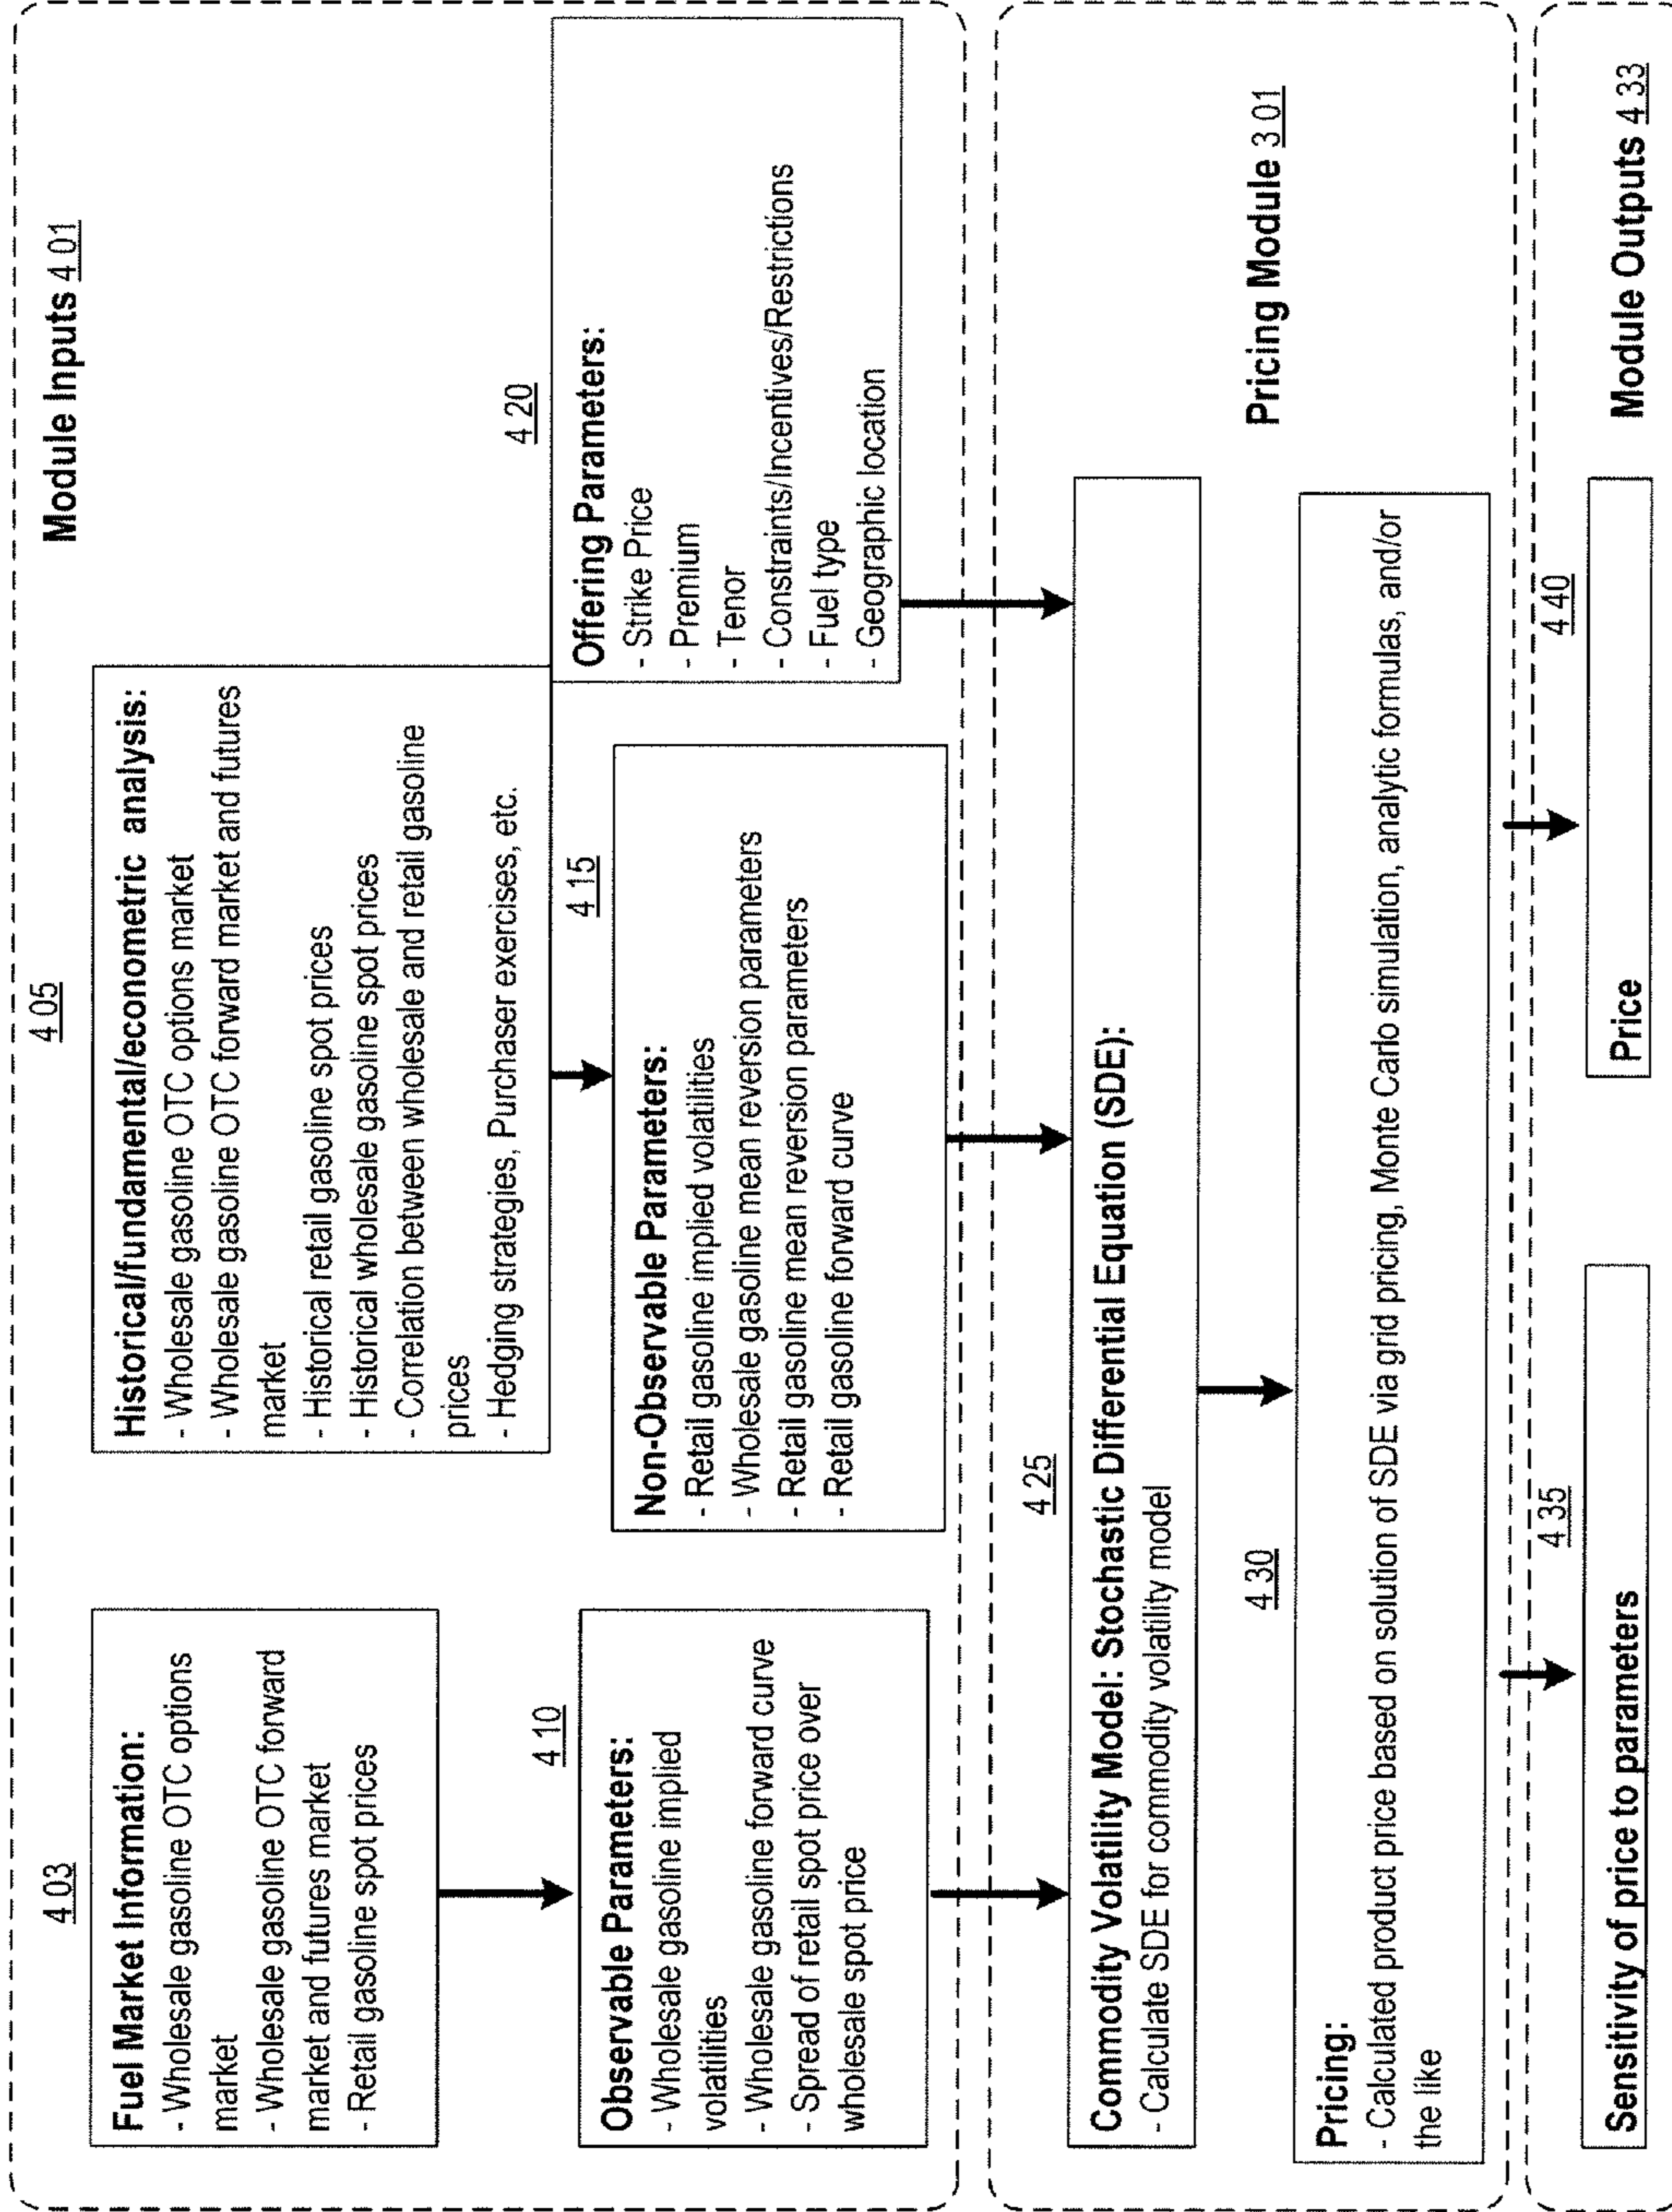 Module Inputs 4 01
4 03
Fuel Market Information:
- Wholesale gasoline OTC options
market
- Wholesale gasoline OTC forward
market and futures market
- Retail gasoline spot prices
4 05
Historical/fundamental/econometric analysis:
- Wholesale gasoline OTC options market
- Wholesale gasoline OTC forward market and futures
market
- Historical retail gasoline spot prices
- Historical wholesale gasoline spot prices
- Correlation between wholesale and retail gasoline
prices
- Hedging strategies, Purchaser exercises, etc.
4 10
Observable Parameters:
- Wholesale gasoline implied
volatilities
- Wholesale gasoline forward curve
- Spread of retail spot price over
wholesale spot price
4 15
Non-Observable Parameters:
- Retail gasoline implied volatilities
- Wholesale gasoline mean reversion parameters
- Retail gasoline mean reversion parameters
- Retail gasoline forward curve
4 20
Offering Parameters:
- Strike Price
- Premium
- Tenor
- Constraints/Incentives/Restrictions
- Fuel type
- Geographic location
4 25
Commodity Volatility Model: Stochastic Differential Equation (SDE):
- Calculate SDE for commodity volatility model
Pricing Module 3 01
4 30
Pricing:
- Calculated product price based on solution of SDE via grid pricing, Monte Carlo simulation, analytic formulas, and/or
the like
4 35
Sensitivity of price to parameters
4 40
Price
Module Outputs 4 33